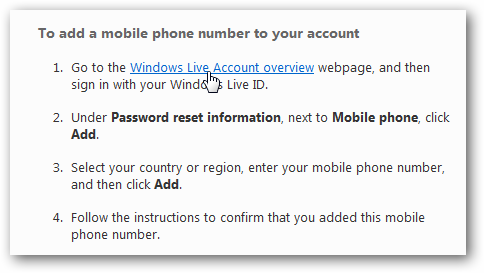 To add a mobile phone number to your account
1. Go to the Windows Live Account overview webpage, and then
sign in with your Windows Live ID.
2. Under Password reset information, next to Mobile phone, click
Add.
3. Select your country or region, enter your mobile phone number,
and then click Add.
4. Follow the instructions to confirm that you added this mobile
phone number.